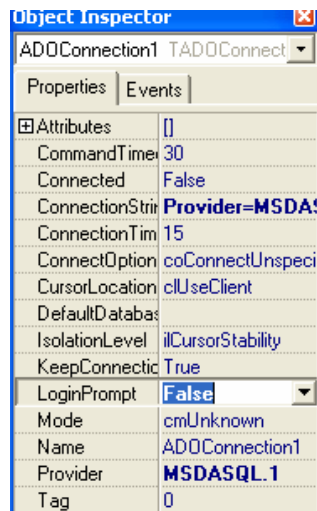 Object Inspector
ADOConnection1 TADOConnect
Properties Events
Attributes []
CommandTime 30
Connected False
ConnectionStrin Provider=MSDAS
ConnectionTim 15
ConnectOption coConnectUnspeci
CursorLocation clUseClient
DefaultDatabas
IsolationLevel ilCursorStability
KeepConnectic True
LoginPrompt False
Mode cmUnknown
Name ADOConnection1
Provider MSDASQL.1
Tag 0